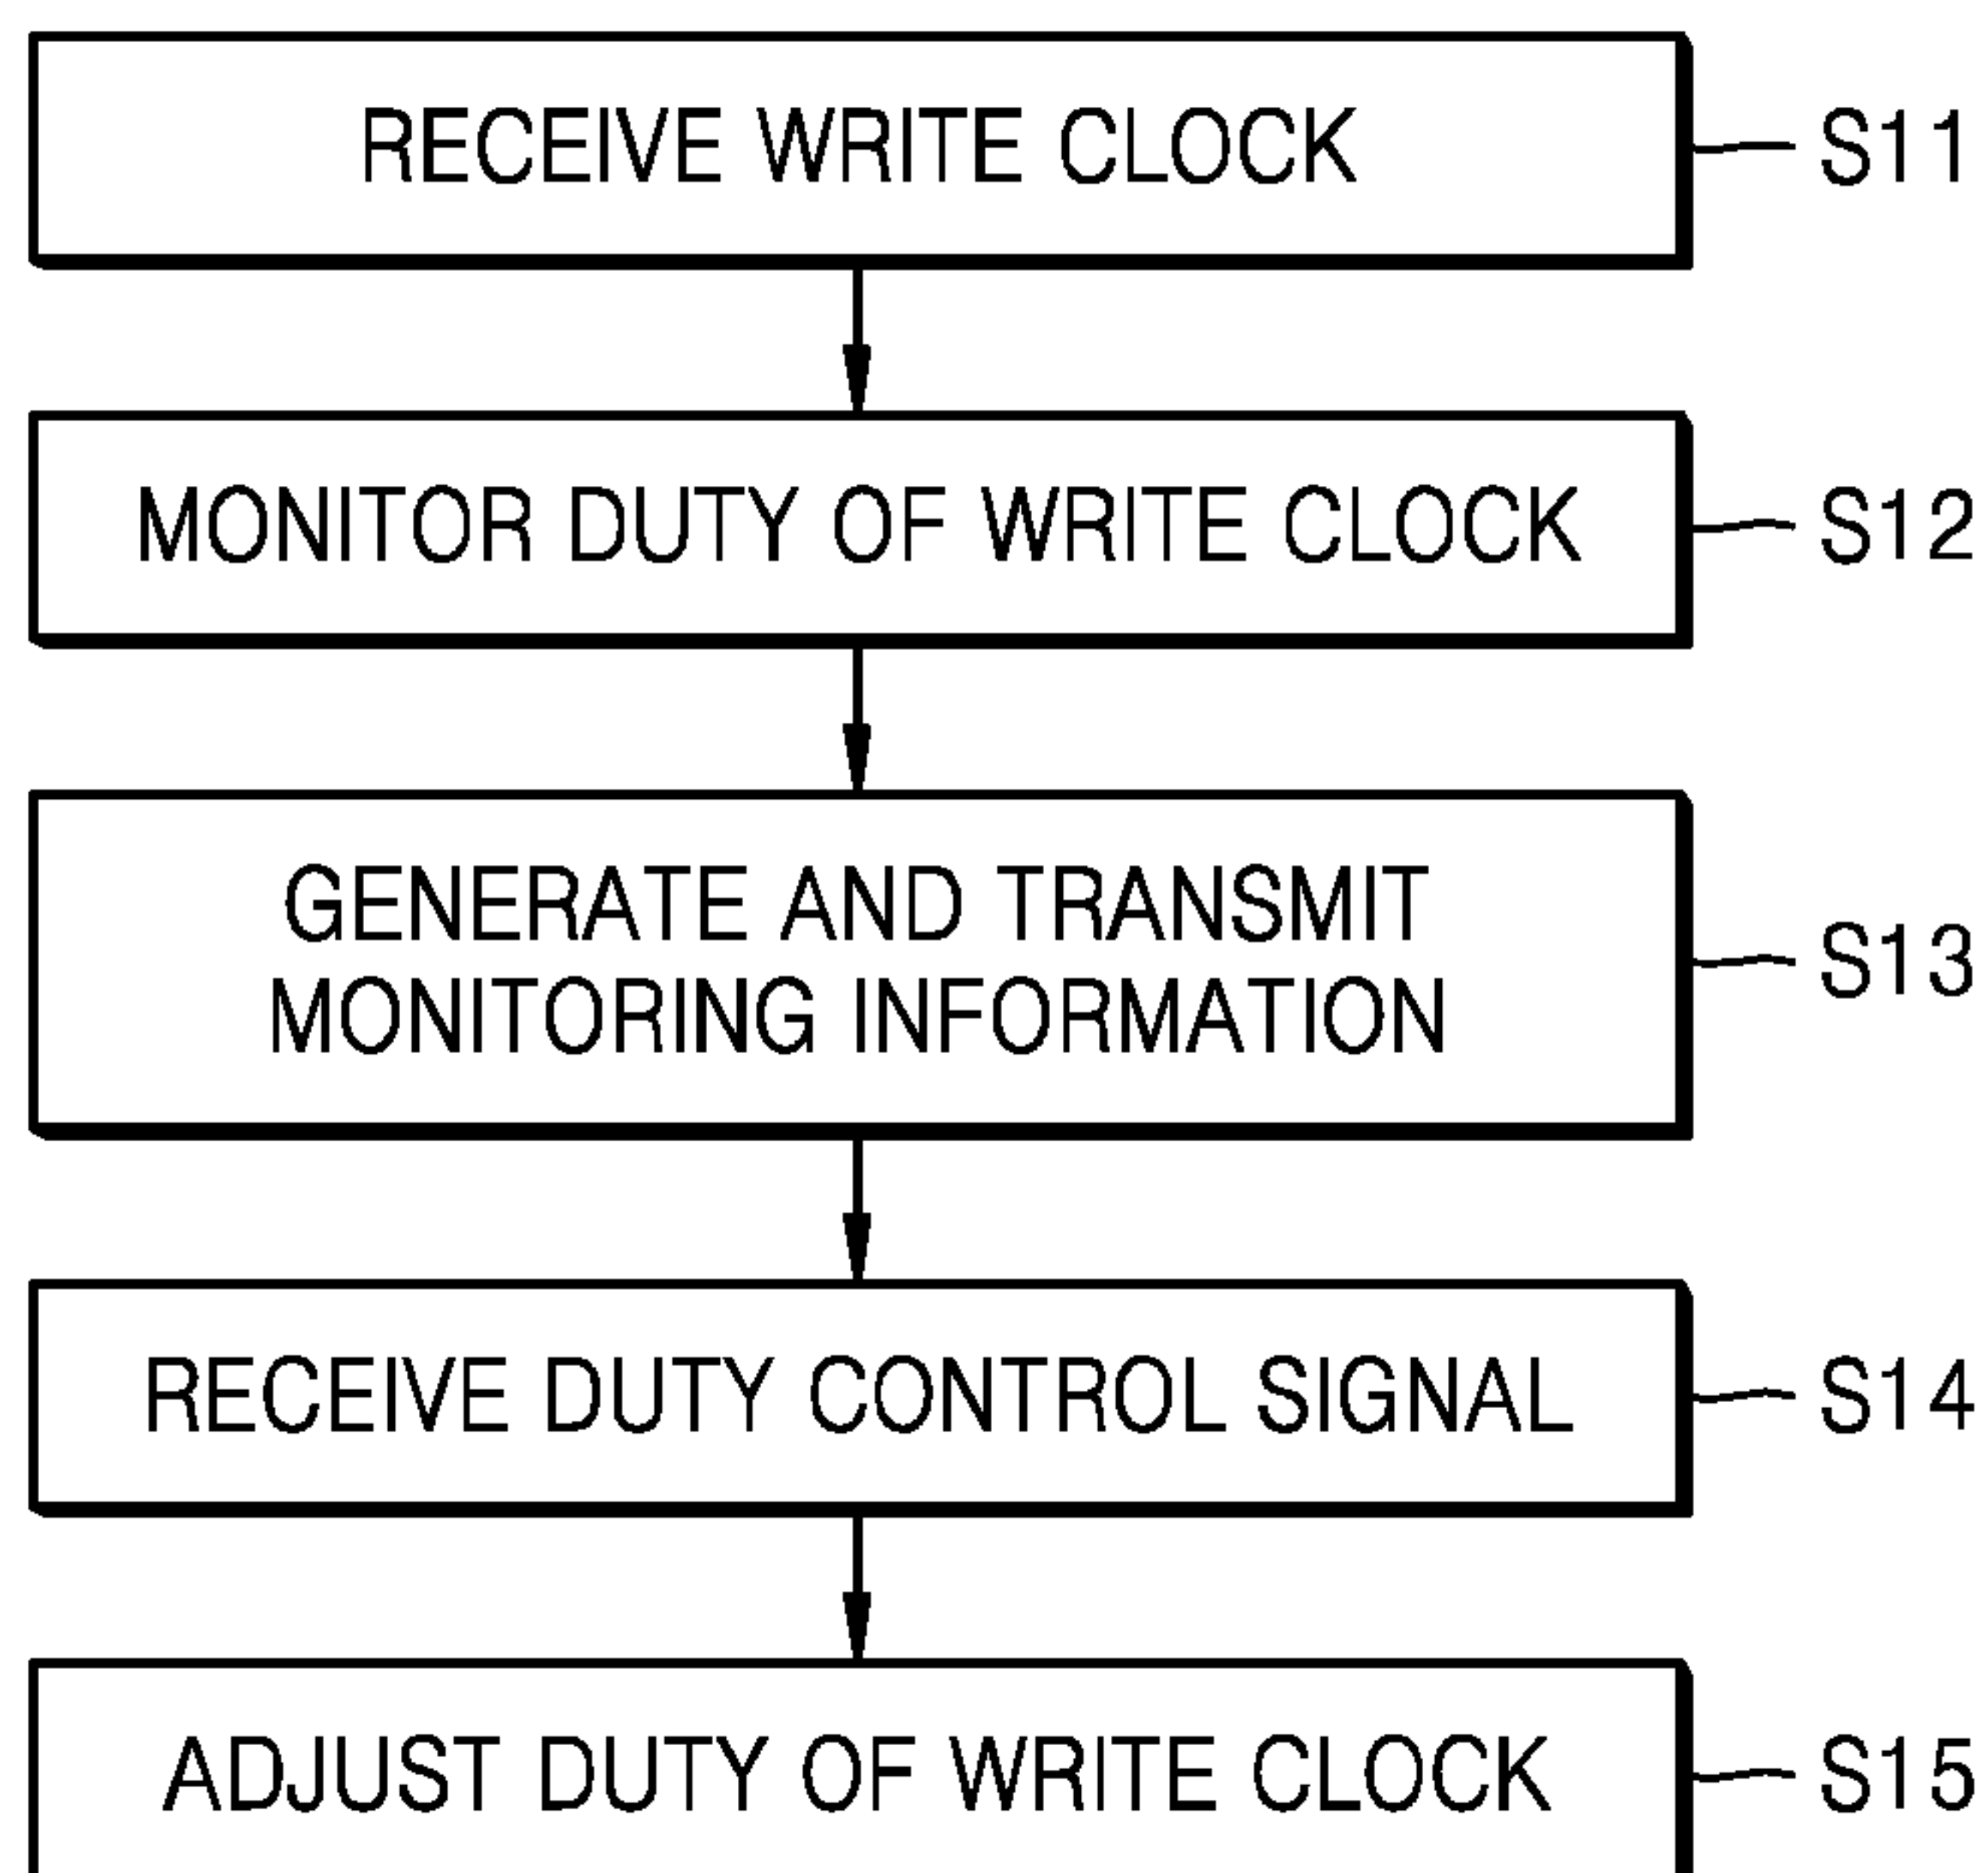 RECEIVE WRITE CLOCK S11
MONITOR DUTY OF WRITE CLOCK S12
GENERATE AND TRANSMIT
MONITORING INFORMATION S13
RECEIVE DUTY CONTROL SIGNAL S14
ADJUST DUTY OF WRITE CLOCK S15